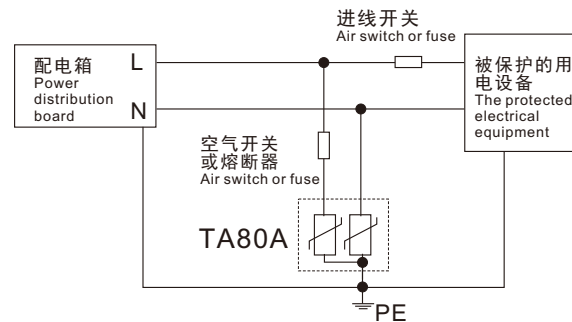 进线开关
Air switch or fuse
配电箱
Power
distribution
board
L
N
被保护的用
电设备
The protected
electrical
equipment
空气开关
或熔断器
Air switch or fuse
TA80A
PE